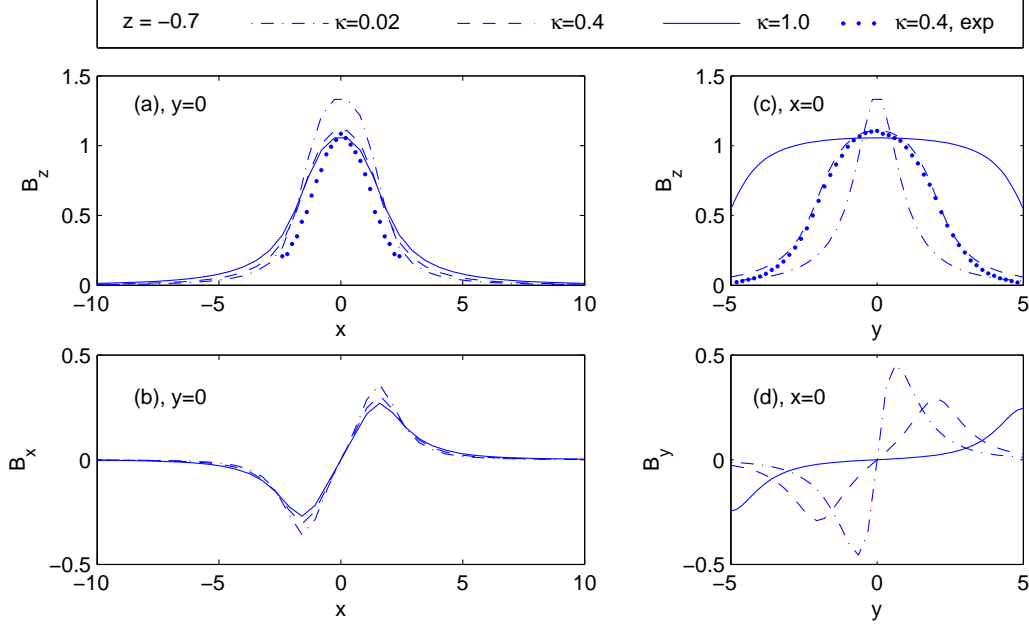 z = −0.7 κ=0.02 κ=0.4 κ=1.0 κ=0.4, exp
(a), y=0
1.5
1
0.5
0
B_z
−10 −5 0 5 10
x
(c), x=0
1.5
1
0.5
0
B_z
−5 0 5
y
(b), y=0
0.5
0
−0.5
B_x
−10 −5 0 5 10
x
(d), x=0
0.5
0
−0.5
B_y
−5 0 5
y